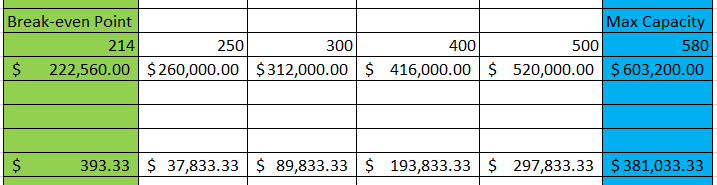 Break-even Point Max Capacity
214 250 300 400 500 580
$ 222,560.00 $260,000.00 $312,000.00 $ 416,000.00 $ 520,000.00 $603,200.00
$ 393.33 $ 37,833.33 $ 89,833.33 $ 193,833.33 $ 297,833.33 $381,033.33